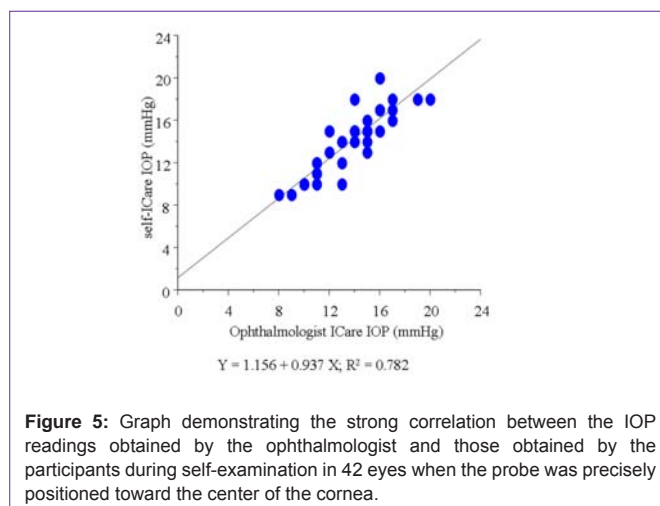 24
20
16
12
8
4
0
self-ICare IOP (mmHg)
0 4 8 12 16 20 24
Ophthalmologist ICare IOP (mmHg)
Y = 1.156 + 0.937 X; R² = 0.782
Figure 5: Graph demonstrating the strong correlation between the IOP
readings obtained by the ophthalmologist and those obtained by the
participants during self-examination in 42 eyes when the probe was precisely
positioned toward the center of the cornea.